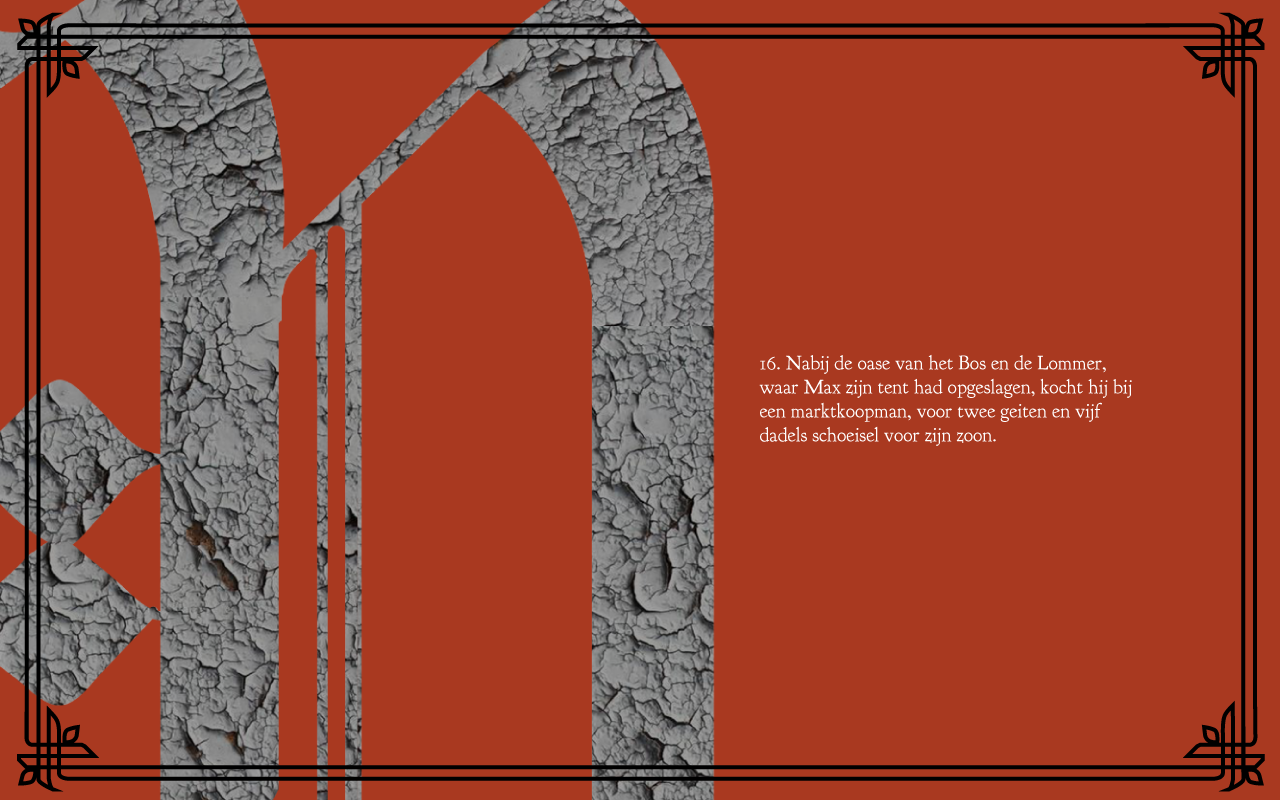 16. Nabij de oase van het Bos en de Lommer,
waar Max zijn tent had opgeslagen, kocht hij bij
een marktkoopman, voor twee geiten en vijf
dadels schoeisel voor zijn zoon.